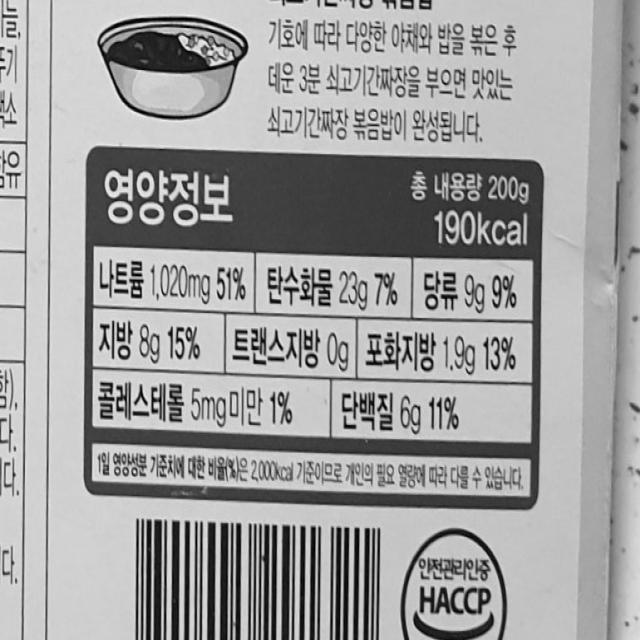 기호에 따라 다양한 야채와 밥을 볶은 후
데운 3분 쇠고기간짜장을 부으면 맛있는
쇠고기간짜장 볶음밥이 완성됩니다.
영양정보
총 내용량 200g
190kcal
나트륨 1,020mg 51% 탄수화물 23g 7% 당류 9g 9%
지방 8g 15% 트랜스지방 0g 포화지방 1.9g 13%
콜레스테롤 5mg미만 1% 단백질 6g 11%
1일 영양성분 기준치에 대한 비율(%)은 2,000kcal 기준이므로 개인의 필요 열량에 따라 다를 수 있습니다.
안전관리인증
HACCP